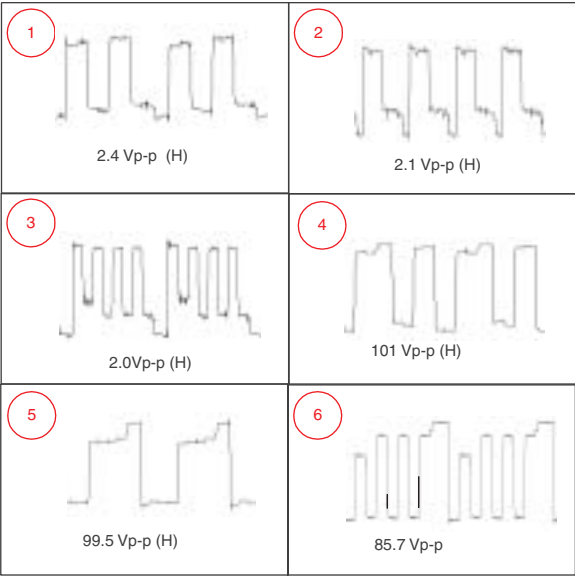 1
2.4 Vp-p (H)
2
2.1 Vp-p (H)
3
2.0Vp-p (H)
4
101 Vp-p (H)
5
99.5 Vp-p (H)
6
85.7 Vp-p